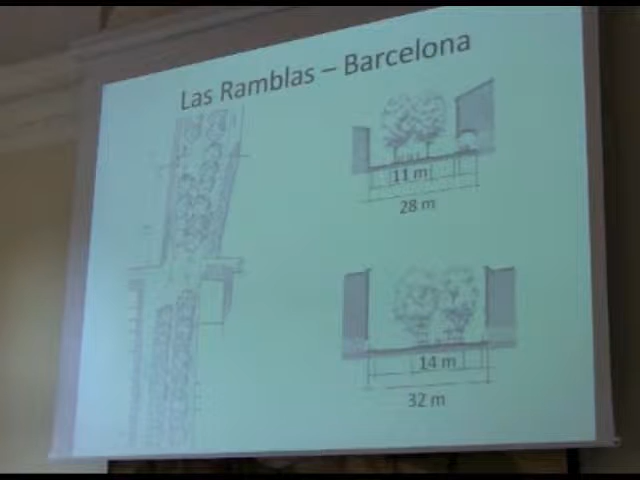 Las Ramblas – Barcelona
11 m
28 m
14 m
32 m